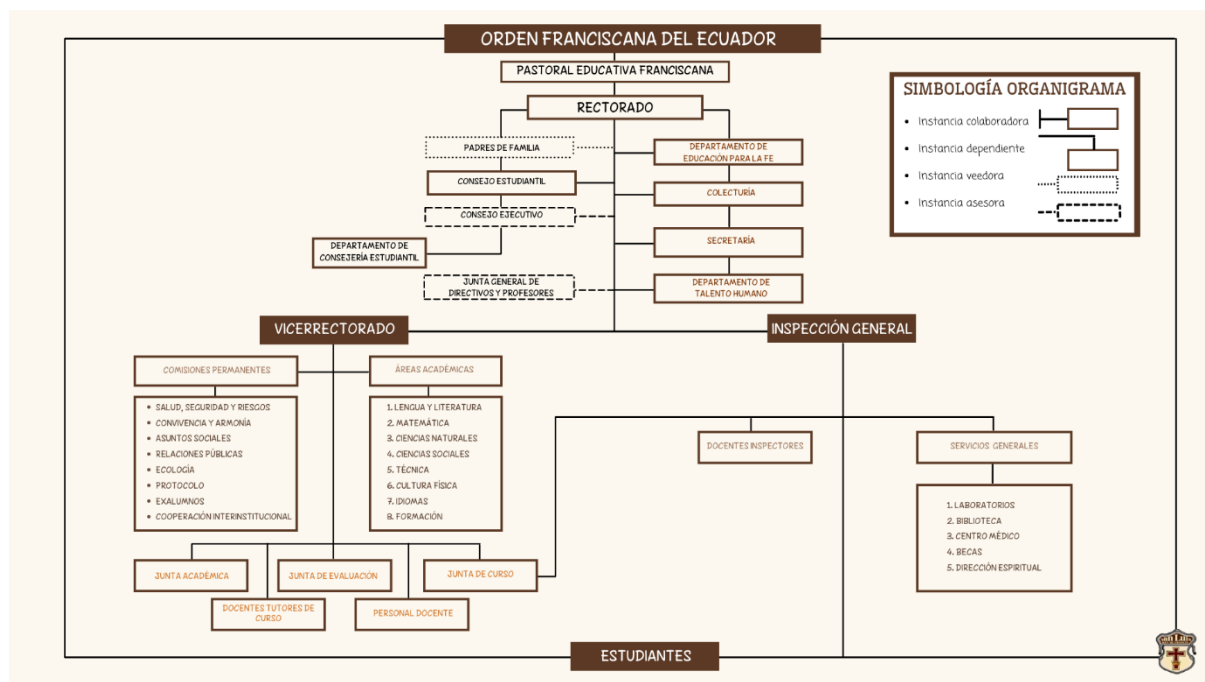 ORDEN FRANCISCANA DEL ECUADOR
PASTORAL EDUCATIVA FRANCISCANA
RECTORADO
SIMBOLOGÍA ORGANIGRAMA
• Instancia colaboradora
• Instancia dependiente
• Instancia veedora
• Instancia asesora
PADRES DE FAMILIA
DEPARTAMENTO DE
EDUCACIÓN PARA LA FE
CONSEJO ESTUDIANTIL
COLECTURÍA
CONSEJO EJECUTIVO
SECRETARÍA
DEPARTAMENTO DE
CONSEJERÍA ESTUDIANTIL
JUNTA GENERAL DE
DIRECTIVOS Y PROFESORES
DEPARTAMENTO DE
TALENTO HUMANO
VICERRECTORADO
INSPECCIÓN GENERAL
COMISIONES PERMANENTES
• SALUD, SEGURIDAD Y RIESGOS
• CONVIVENCIA Y ARMONÍA
• ASUNTOS SOCIALES
• RELACIONES PÚBLICAS
• ECOLOGÍA
• PROTOCOLO
• EXALUMNOS
• COOPERACIÓN INTERINSTITUCIONAL
ÁREAS ACADÉMICAS
1. LENGUA Y LITERATURA
2. MATEMÁTICA
3. CIENCIAS NATURALES
4. CIENCIAS SOCIALES
5. TÉCNICA
6. CULTURA FÍSICA
7. IDIOMAS
8. FORMACIÓN
DOCENTES INSPECTORES
SERVICIOS GENERALES
1. LABORATORIOS
2. BIBLIOTECA
3. CENTRO MÉDICO
4. BECAS
5. DIRECCIÓN ESPIRITUAL
JUNTA ACADÉMICA
JUNTA DE EVALUACIÓN
JUNTA DE CURSO
DOCENTES TUTORES DE
CURSO
PERSONAL DOCENTE
ESTUDIANTES